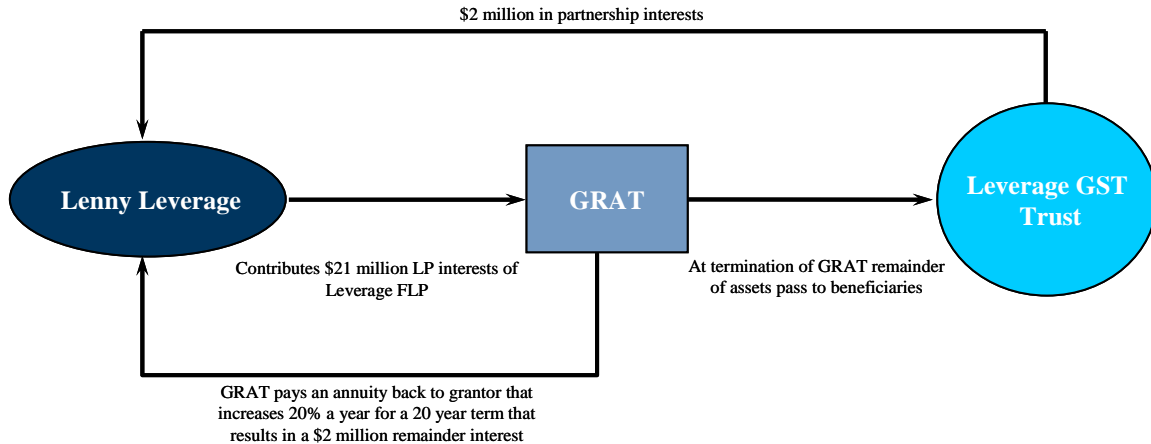 $2 million in partnership interests
Lenny Leverage
GRAT
Leverage GST
Trust
Contributes $21 million LP interests of
Leverage FLP
At termination of GRAT remainder
of assets pass to beneficiaries
GRAT pays an annuity back to grantor that
increases 20% a year for a 20 year term that
results in a $2 million remainder interest